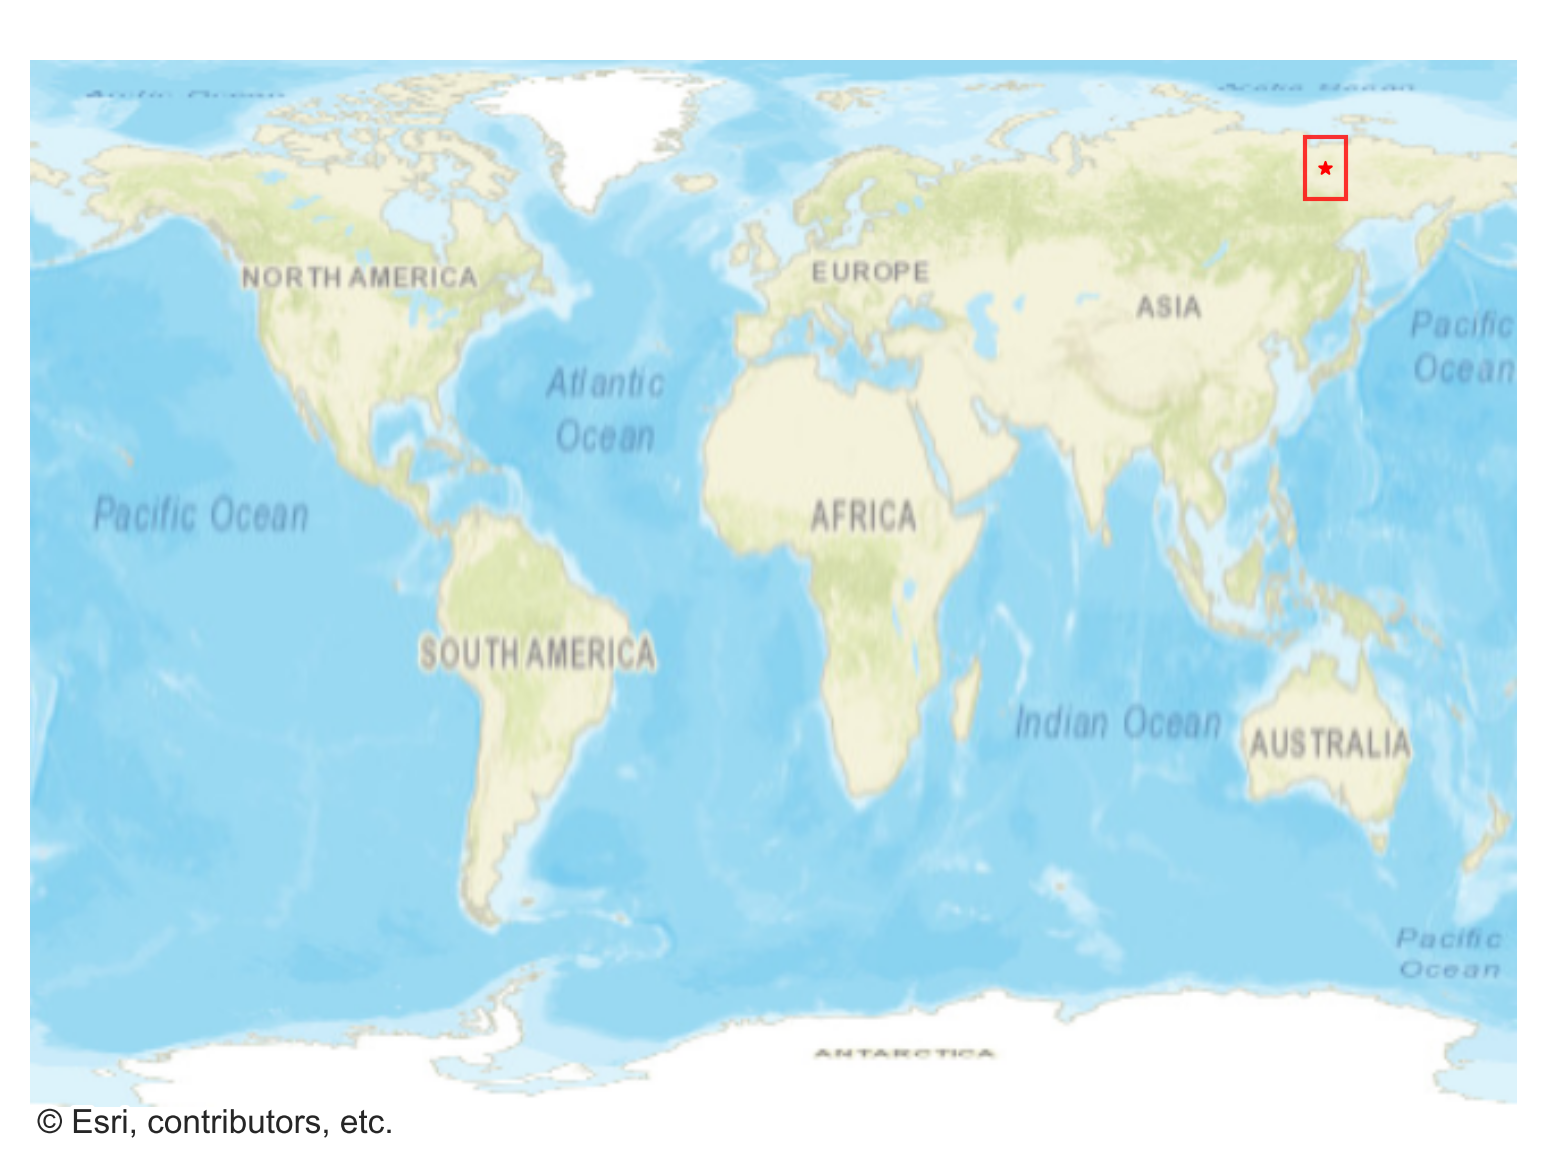 Arctic Ocean
Arctic Ocean
NORTH AMERICA
EUROPE
ASIA
Pacific
Ocean
Atlantic
Ocean
Pacific Ocean
AFRICA
SOUTH AMERICA
Indian Ocean
AUSTRALIA
Pacific
Ocean
ANTARCTICA
© Esri, contributors, etc.